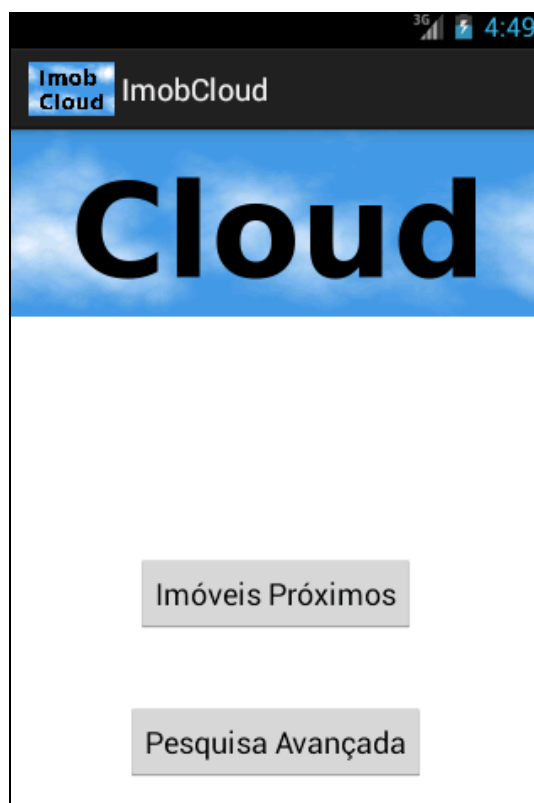 3G 4:49
Imob
Cloud
ImobCloud
Cloud
Imóveis Próximos
Pesquisa Avançada